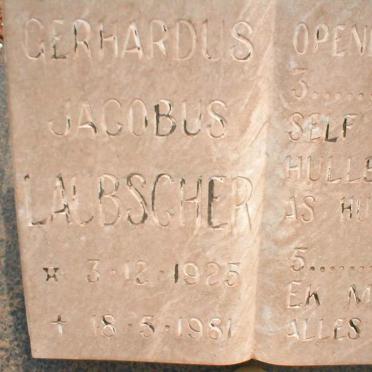 GERHARDUS
JACOBUS
LAUBSCHER
* 3·12·1925
+ 18·5·1981
OPEN
3.....
SELF
HULLE
AS HU
5.......
EK M
ALLES